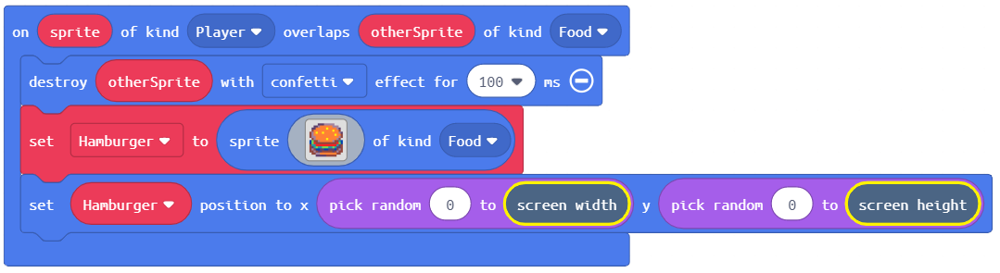 on sprite of kind Player overlaps otherSprite of kind Food
destroy otherSprite with confetti effect for 100 ms
set Hamburger to sprite of kind Food
set Hamburger position to x pick random 0 to screen width y pick random 0 to screen height